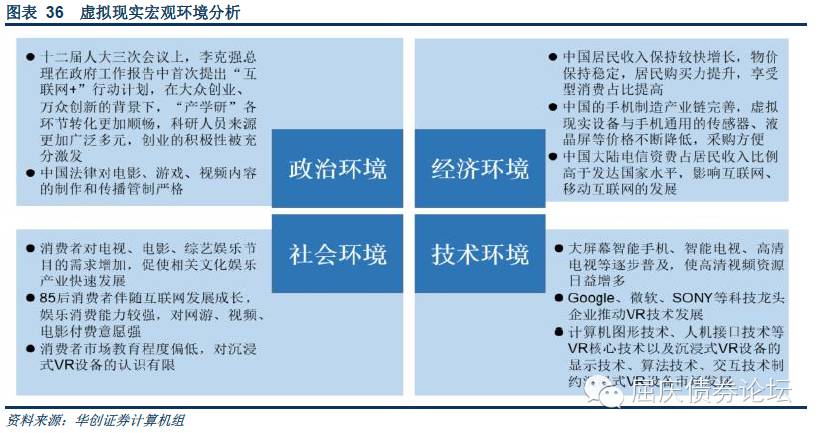 图表 36 虚拟现实宏观环境分析
十二届人大三次会议上，李克强总
理在政府工作报告中首次提出“互
联网+”行动计划，在大众创业、
万众创新的背景下，“产学研”各
环节转化更加顺畅，科研人员来源
更加广泛多元，创业的积极性被充
分激发
中国法律对电影、游戏、视频内容
的制作和传播管制严格
政治环境
中国居民收入保持较快增长，物价
保持稳定，居民购买力提升，享受
型消费占比提高
中国的手机制造产业链完善，虚拟
现实设备与手机通用的传感器、液
晶屏等价格不断降低，采购方便
中国大陆电信资费占居民收入比例
高于发达国家水平，影响互联网、
移动互联网的发展
经济环境
消费者对电视、电影、综艺娱乐节
目的需求增加，促使相关文化娱乐
产业快速发展
85后消费者伴随互联网发展成长，
娱乐消费能力较强，对网游、视频、
电影付费意愿强
消费者市场教育程度偏低，对沉浸
式VR设备的认识有限
社会环境
大屏幕智能手机、智能电视、高清
电视等逐步普及，使高清视频资源
日益增多
Google、微软、SONY等科技龙头
企业推动VR技术发展
计算机图形技术、人机接口技术等
VR核心技术以及沉浸式VR设备的
显示技术、算法技术、交互技术制
约沉浸式VR设备市场发展
技术环境
屈庆债券论坛
资料来源：华创证券计算机组